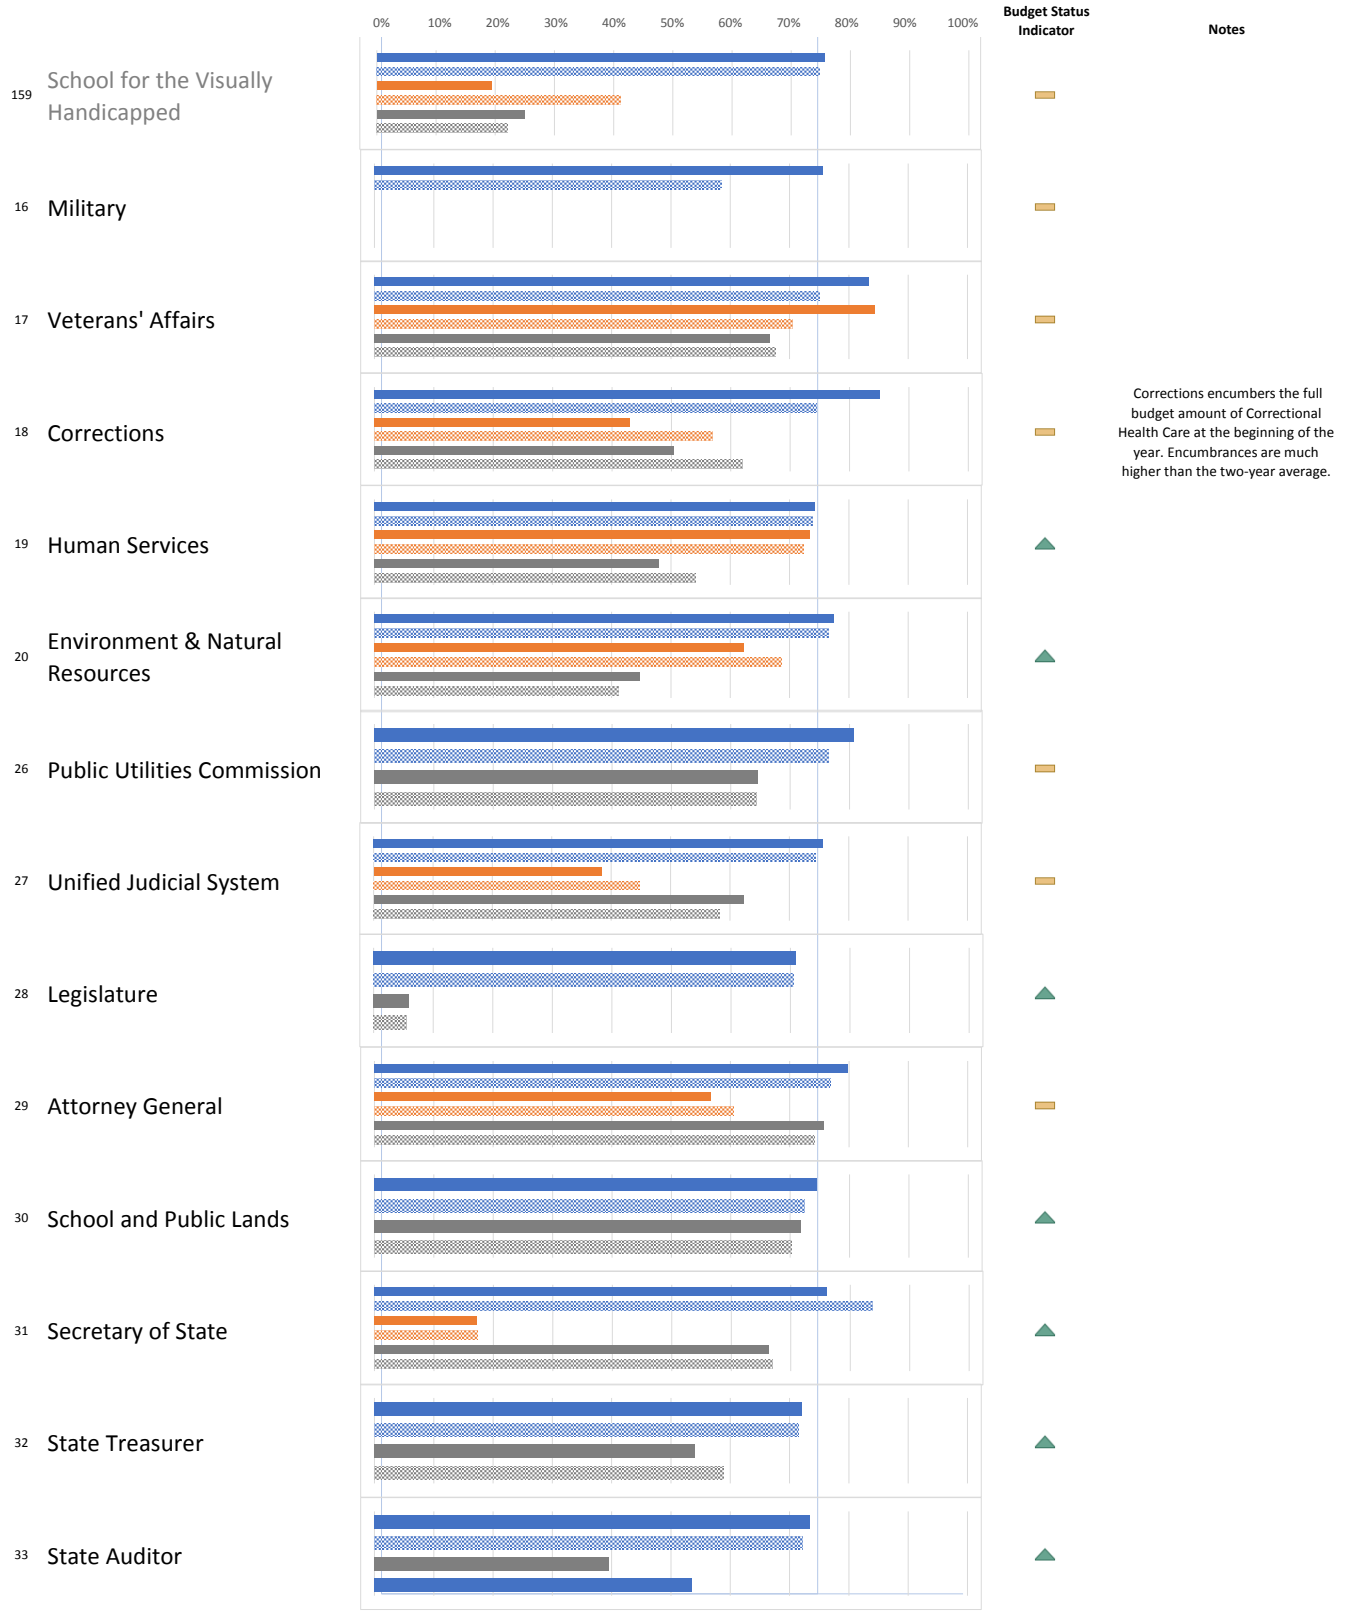 0% 10% 20% 30% 40% 50% 60% 70% 80% 90% 100%
Budget Status
Indicator
Notes
159 School for the Visually
Handicapped
16 Military
17 Veterans' Affairs
18 Corrections
Corrections encumbers the full
budget amount of Correctional
Health Care at the beginning of the
year. Encumbrances are much
higher than the two-year average.
19 Human Services
20 Environment & Natural
Resources
26 Public Utilities Commission
27 Unified Judicial System
28 Legislature
29 Attorney General
30 School and Public Lands
31 Secretary of State
32 State Treasurer
33 State Auditor